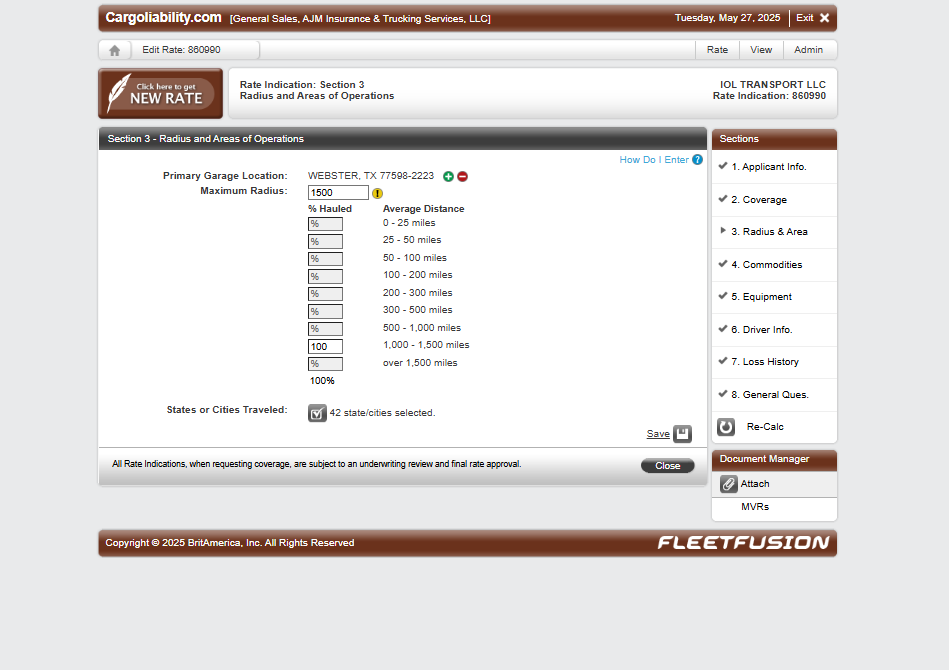 Cargoliability.com [General Sales, AJM Insurance & Trucking Services, LLC] Tuesday, May 27, 2025 Exit
Edit Rate: 860990 Rate View Admin
Click here to get
NEW RATE
Rate Indication: Section 3
Radius and Areas of Operations
IOL TRANSPORT LLC
Rate Indication: 860990
Section 3 - Radius and Areas of Operations
How Do I Enter ?
Primary Garage Location: WEBSTER, TX 77598-2223
Maximum Radius: 1500
% Hauled Average Distance
% 0 - 25 miles
% 25 - 50 miles
% 50 - 100 miles
% 100 - 200 miles
% 200 - 300 miles
% 300 - 500 miles
% 500 - 1,000 miles
100 1,000 - 1,500 miles
% over 1,500 miles
100%
States or Cities Traveled: 42 state/cities selected.
Save
All Rate Indications, when requesting coverage, are subject to an underwriting review and final rate approval.
Close
Sections
1. Applicant Info.
2. Coverage
3. Radius & Area
4. Commodities
5. Equipment
6. Driver Info.
7. Loss History
8. General Ques.
Re-Calc
Document Manager
Attach
MVRs
Copyright © 2025 BritAmerica, Inc. All Rights Reserved
FLEETFUSION